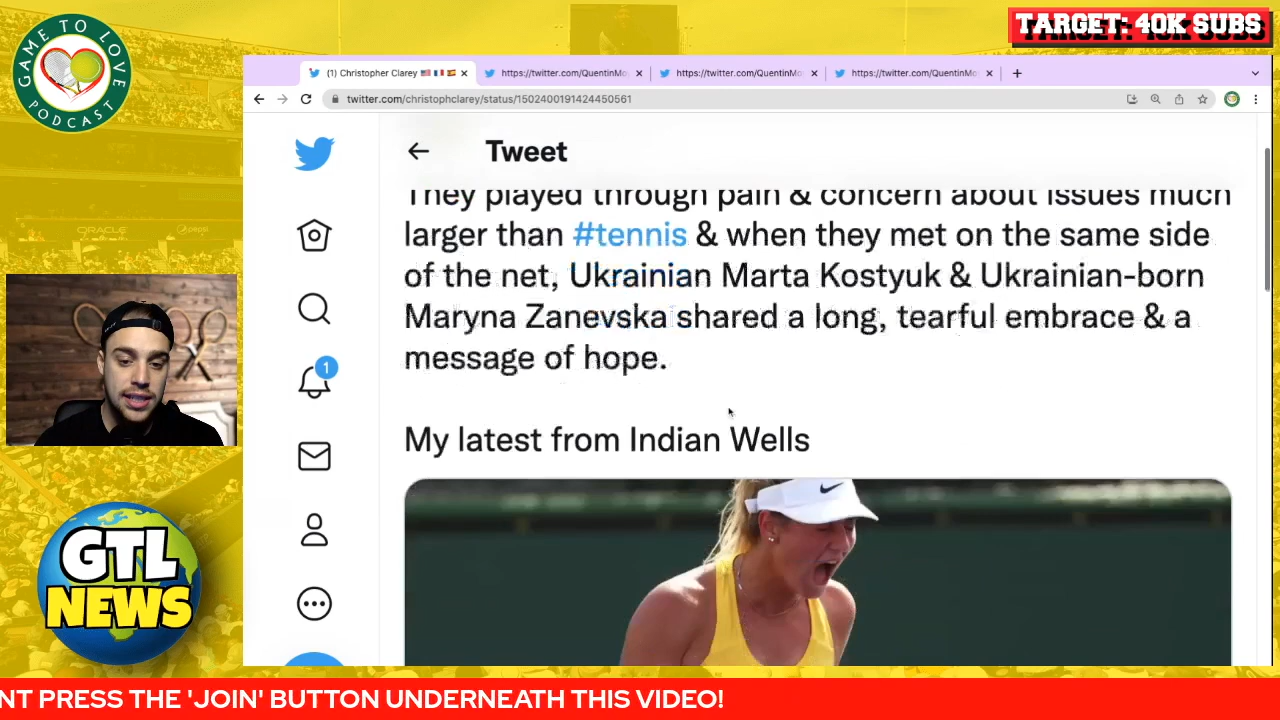 GAME TO LOVE
PODCAST
TARGET: 40K SUBS
(1) Christopher Clarey
https://twitter.com/QuentinMo
https://twitter.com/QuentinMo
https://twitter.com/QuentinMo
twitter.com/christophclarey/status/1502400191424450561
Tweet
They played through pain & concern about issues much
larger than #tennis & when they met on the same side
of the net, Ukrainian Marta Kostyuk & Ukrainian-born
Maryna Zanevska shared a long, tearful embrace & a
message of hope.
My latest from Indian Wells
1
ORACLE
pepsi
GTL
NEWS
NT PRESS THE 'JOIN' BUTTON UNDERNEATH THIS VIDEO!